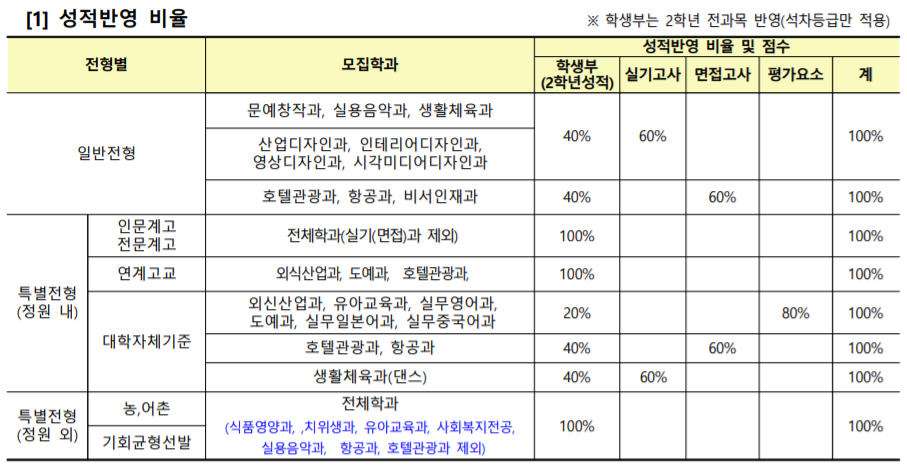 [1] 성적반영 비율
※ 학생부는 2학년 전과목 반영(석차등급만 적용)
전형별 모집학과 성적반영 비율 및 점수
학생부 실기고사 면접고사 평가요소 계
(2학년성적)
일반전형
문예창작과, 실용음악과, 생활체육과
산업디자인과, 인테리어디자인과,
영상디자인과, 시각미디어디자인과
40% 60% 100%
호텔관광과, 항공과, 비서인재과 40% 60% 100%
특별전형
(정원 내)
인문계고
전문계고
전체학과(실기(면접)과 제외) 100% 100%
연계고교 외식산업과, 도예과, 호텔관광과, 100% 100%
대학자체기준
외신산업과, 유아교육과, 실무영어과,
도예과, 실무일본어과, 실무중국어과
20% 80% 100%
호텔관광과, 항공과 40% 60% 100%
생활체육과(댄스) 40% 60% 100%
특별전형
(정원 외)
농,어촌
기회균형선발
전체학과
(식품영양과, ,치위생과, 유아교육과, 사회복지전공,
실용음악과, 항공과, 호텔관광과 제외)
100% 100%